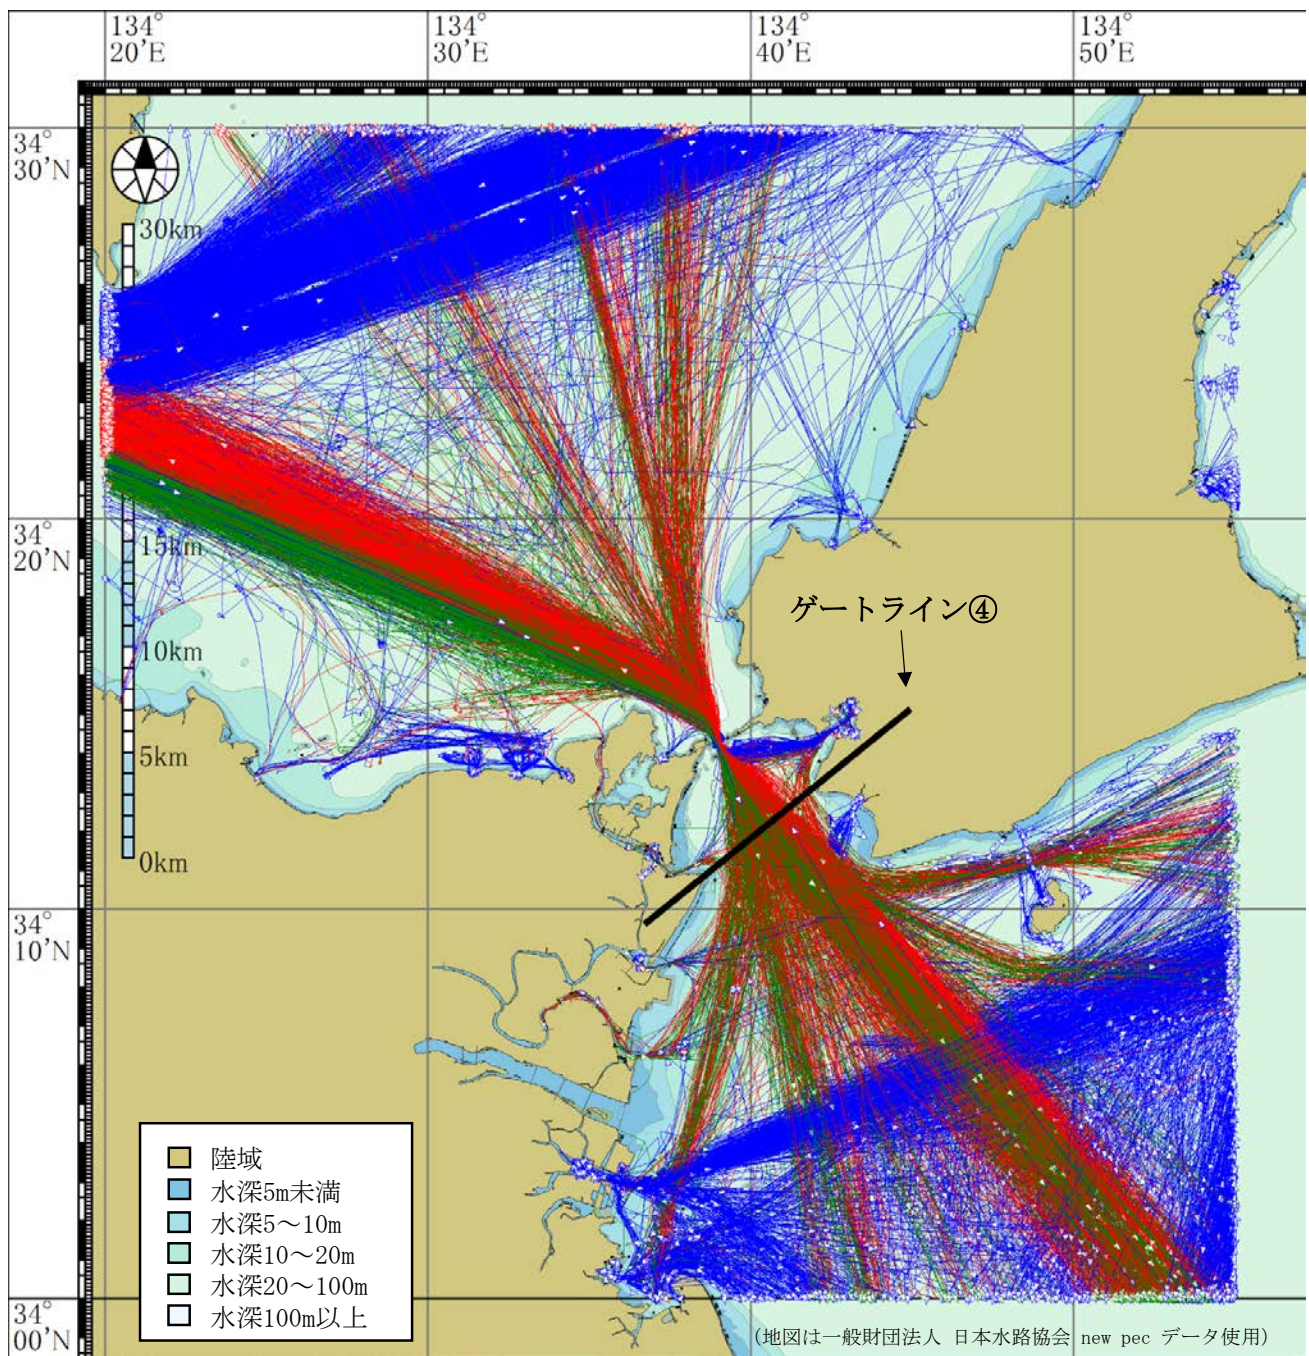 134°
20'E
134°
30'E
134°
40'E
134°
50'E
34°
30'N
N
30km
34°
20'N
15km
ゲートライン④
10km
5km
0km
34°
10'N
陸域
水深5m未満
水深5～10m
水深10～20m
水深20～100m
水深100m以上
34°
00'N
(地図は一般財団法人 日本水路協会 new pec データ使用)